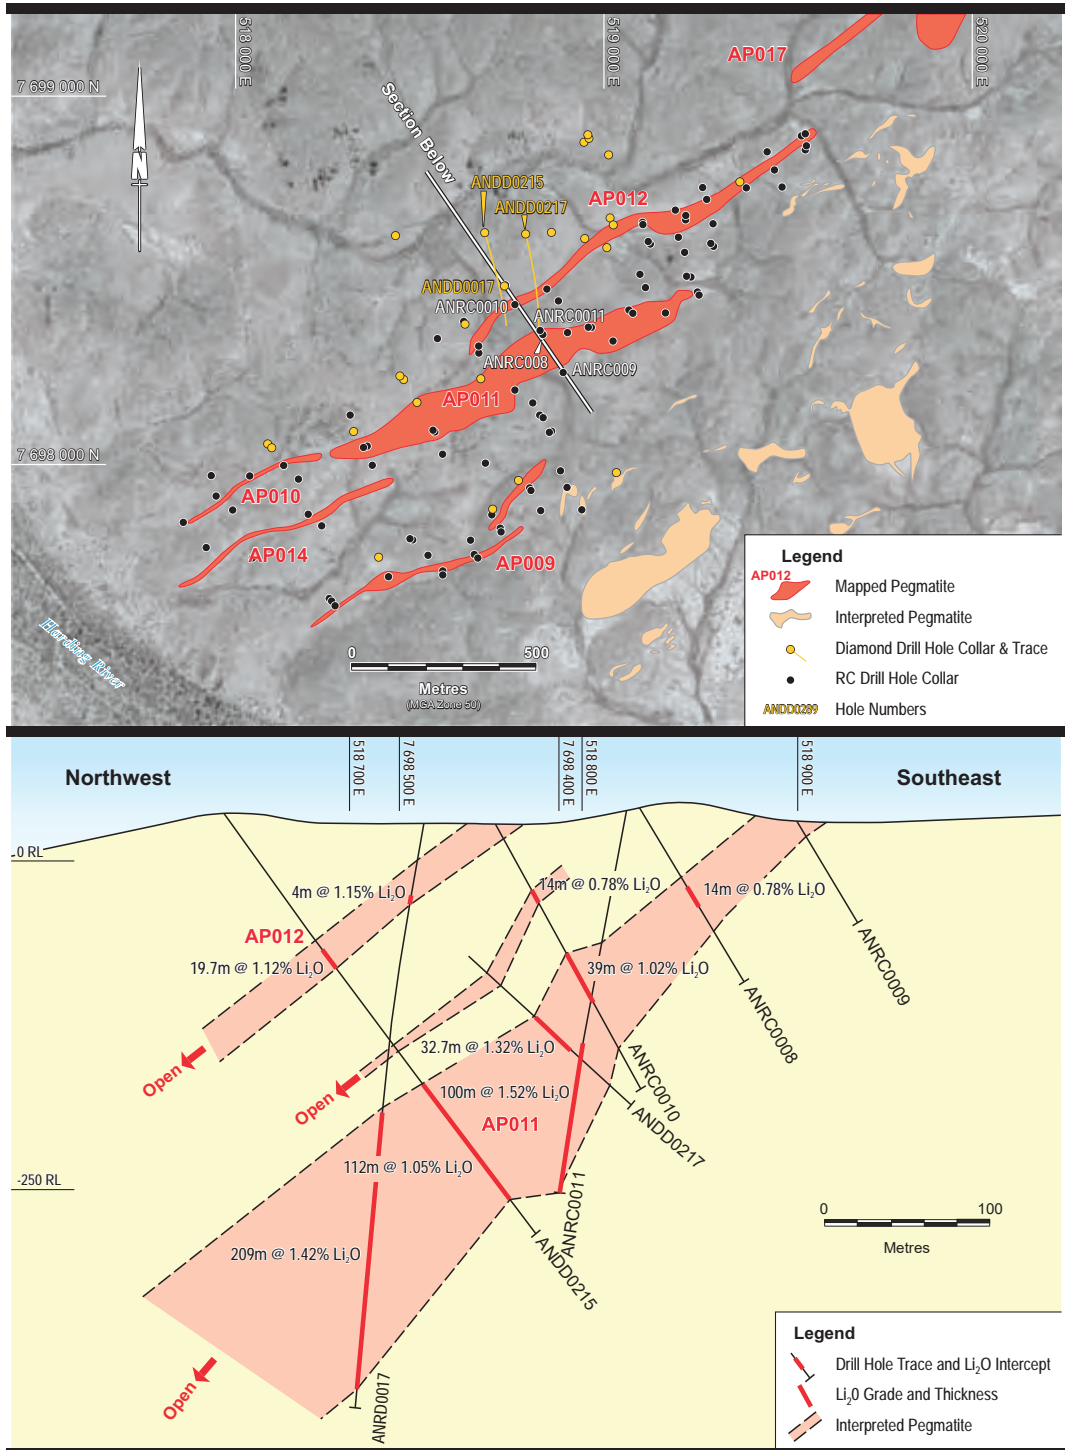 518 000 E
519 000 E
520 000 E
AP017
7 699 000 N
Section Below
N
ANDD0215
AP012
ANDD0217
ANDD0017
ANRC0010
ANRC0011
ANRC008
ANRC009
AP011
7 698 000 N
AP010
AP014
AP009
Harding River
0 500
Metres
(MGA Zone 50)
Legend
AP012
Mapped Pegmatite
Interpreted Pegmatite
Diamond Drill Hole Collar & Trace
RC Drill Hole Collar
ANDD0289 Hole Numbers
Northwest
518 700 E
7 698 500 E
7 698 400 E
518 800 E
518 900 E
Southeast
0 RL
4m @ 1.15% Li₂O
14m @ 0.78% Li₂O
14m @ 0.78% Li₂O
AP012
19.7m @ 1.12% Li₂O
39m @ 1.02% Li₂O
ANRC0009
ANRC0008
32.7m @ 1.32% Li₂O
Open
Open
100m @ 1.52% Li₂O
ANRC0010
ANDD0217
AP011
112m @ 1.05% Li₂O
-250 RL
ANRC0011
209m @ 1.42% Li₂O
ANDD0215
0 100
Metres
Open
ANRD0017
Legend
Drill Hole Trace and Li₂O Intercept
Li₂0 Grade and Thickness
Interpreted Pegmatite